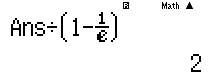 R Math ▲
Ans÷(1-1/e)
2